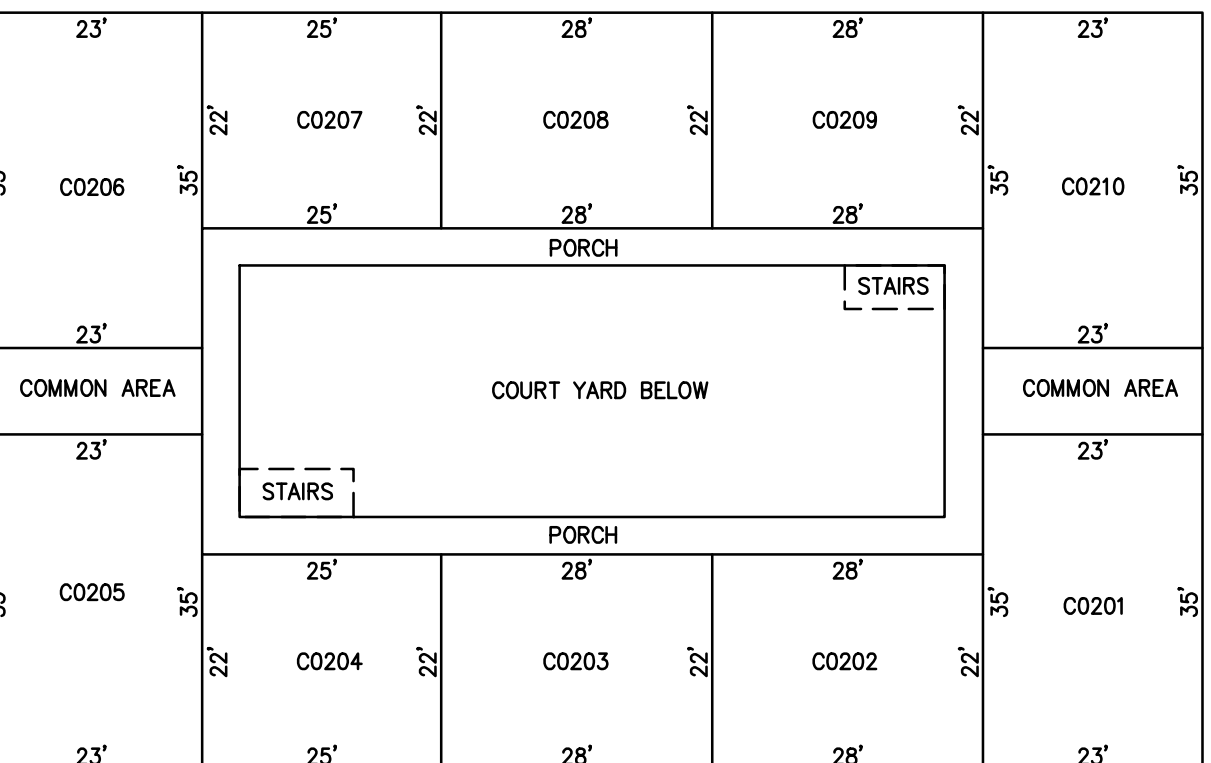 23' 25' 28' 28' 23'
22' C0207 22' C0208 22' C0209 22'
35' C0206 35' 35' C0210 35'
25' 28' 28'
PORCH
STAIRS
23' 23'
COMMON AREA COURT YARD BELOW COMMON AREA
23' 23'
STAIRS
PORCH
25' 28' 28'
35' C0205 35' 35' C0201 35'
22' C0204 22' C0203 22' C0202 22'
23' 25' 28' 28' 23'